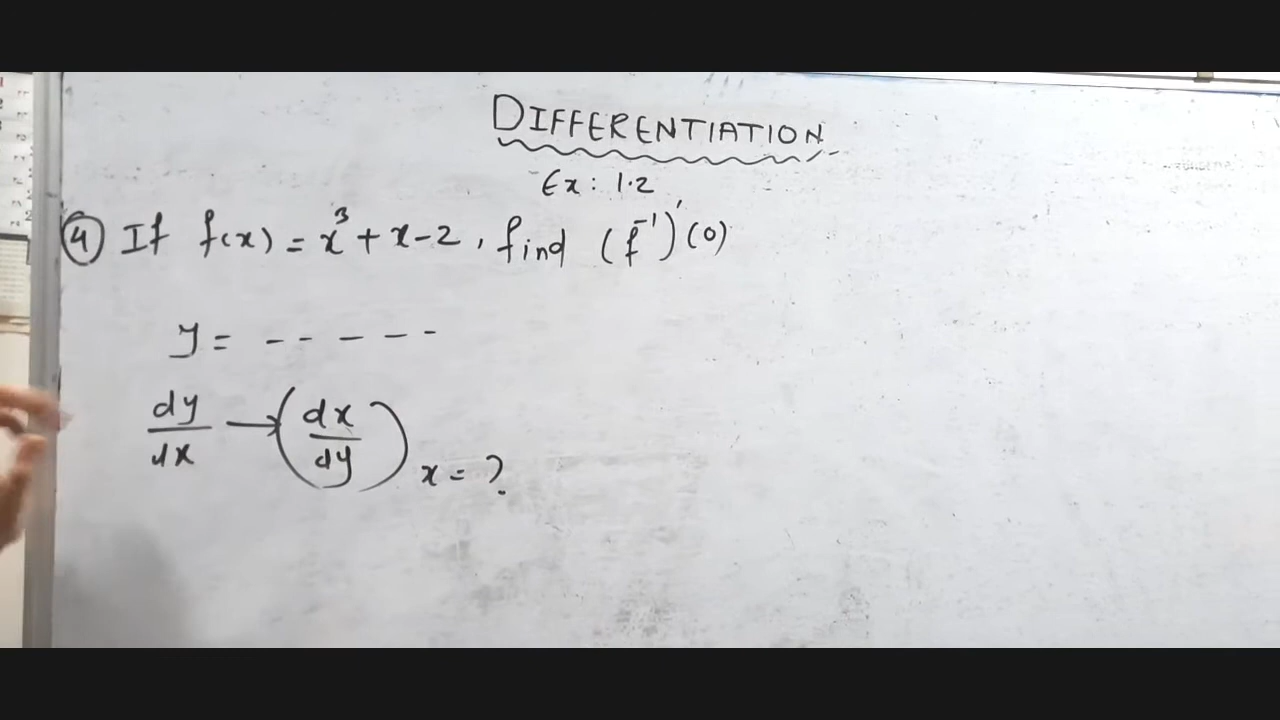 DIFFERENTIATION
Ex: 1.2
(4) If f(x) = x³ + x - 2, find (f⁻¹)'(0)
y = - - - - -
dy/dx → (dx/dy) x = ?